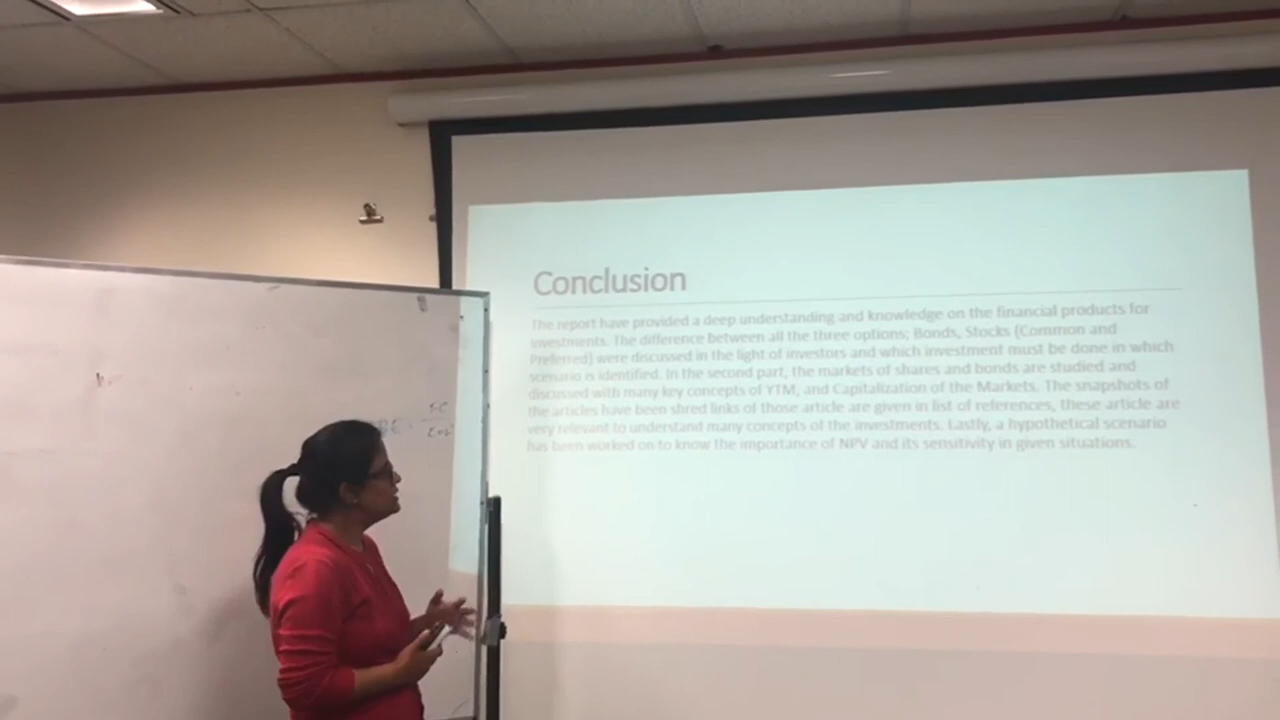 Conclusion
The report have provided a deep understanding and knowledge on the financial products for
investments. The difference between all the three options; Bonds, Stocks (Common and
Preferred) were discussed in the light of investors and which investment must be done in which
scenario is identified. In the second part, the markets of shares and bonds are studied and
discussed with many key concepts of YTM, and Capitalization of the Markets. The snapshots of
the articles have been shred links of those article are given in list of references, these article are
very relevant to understand many concepts of the investments. Lastly, a hypothetical scenario
has been worked on to know the importance of NPV and its sensitivity in given situations.